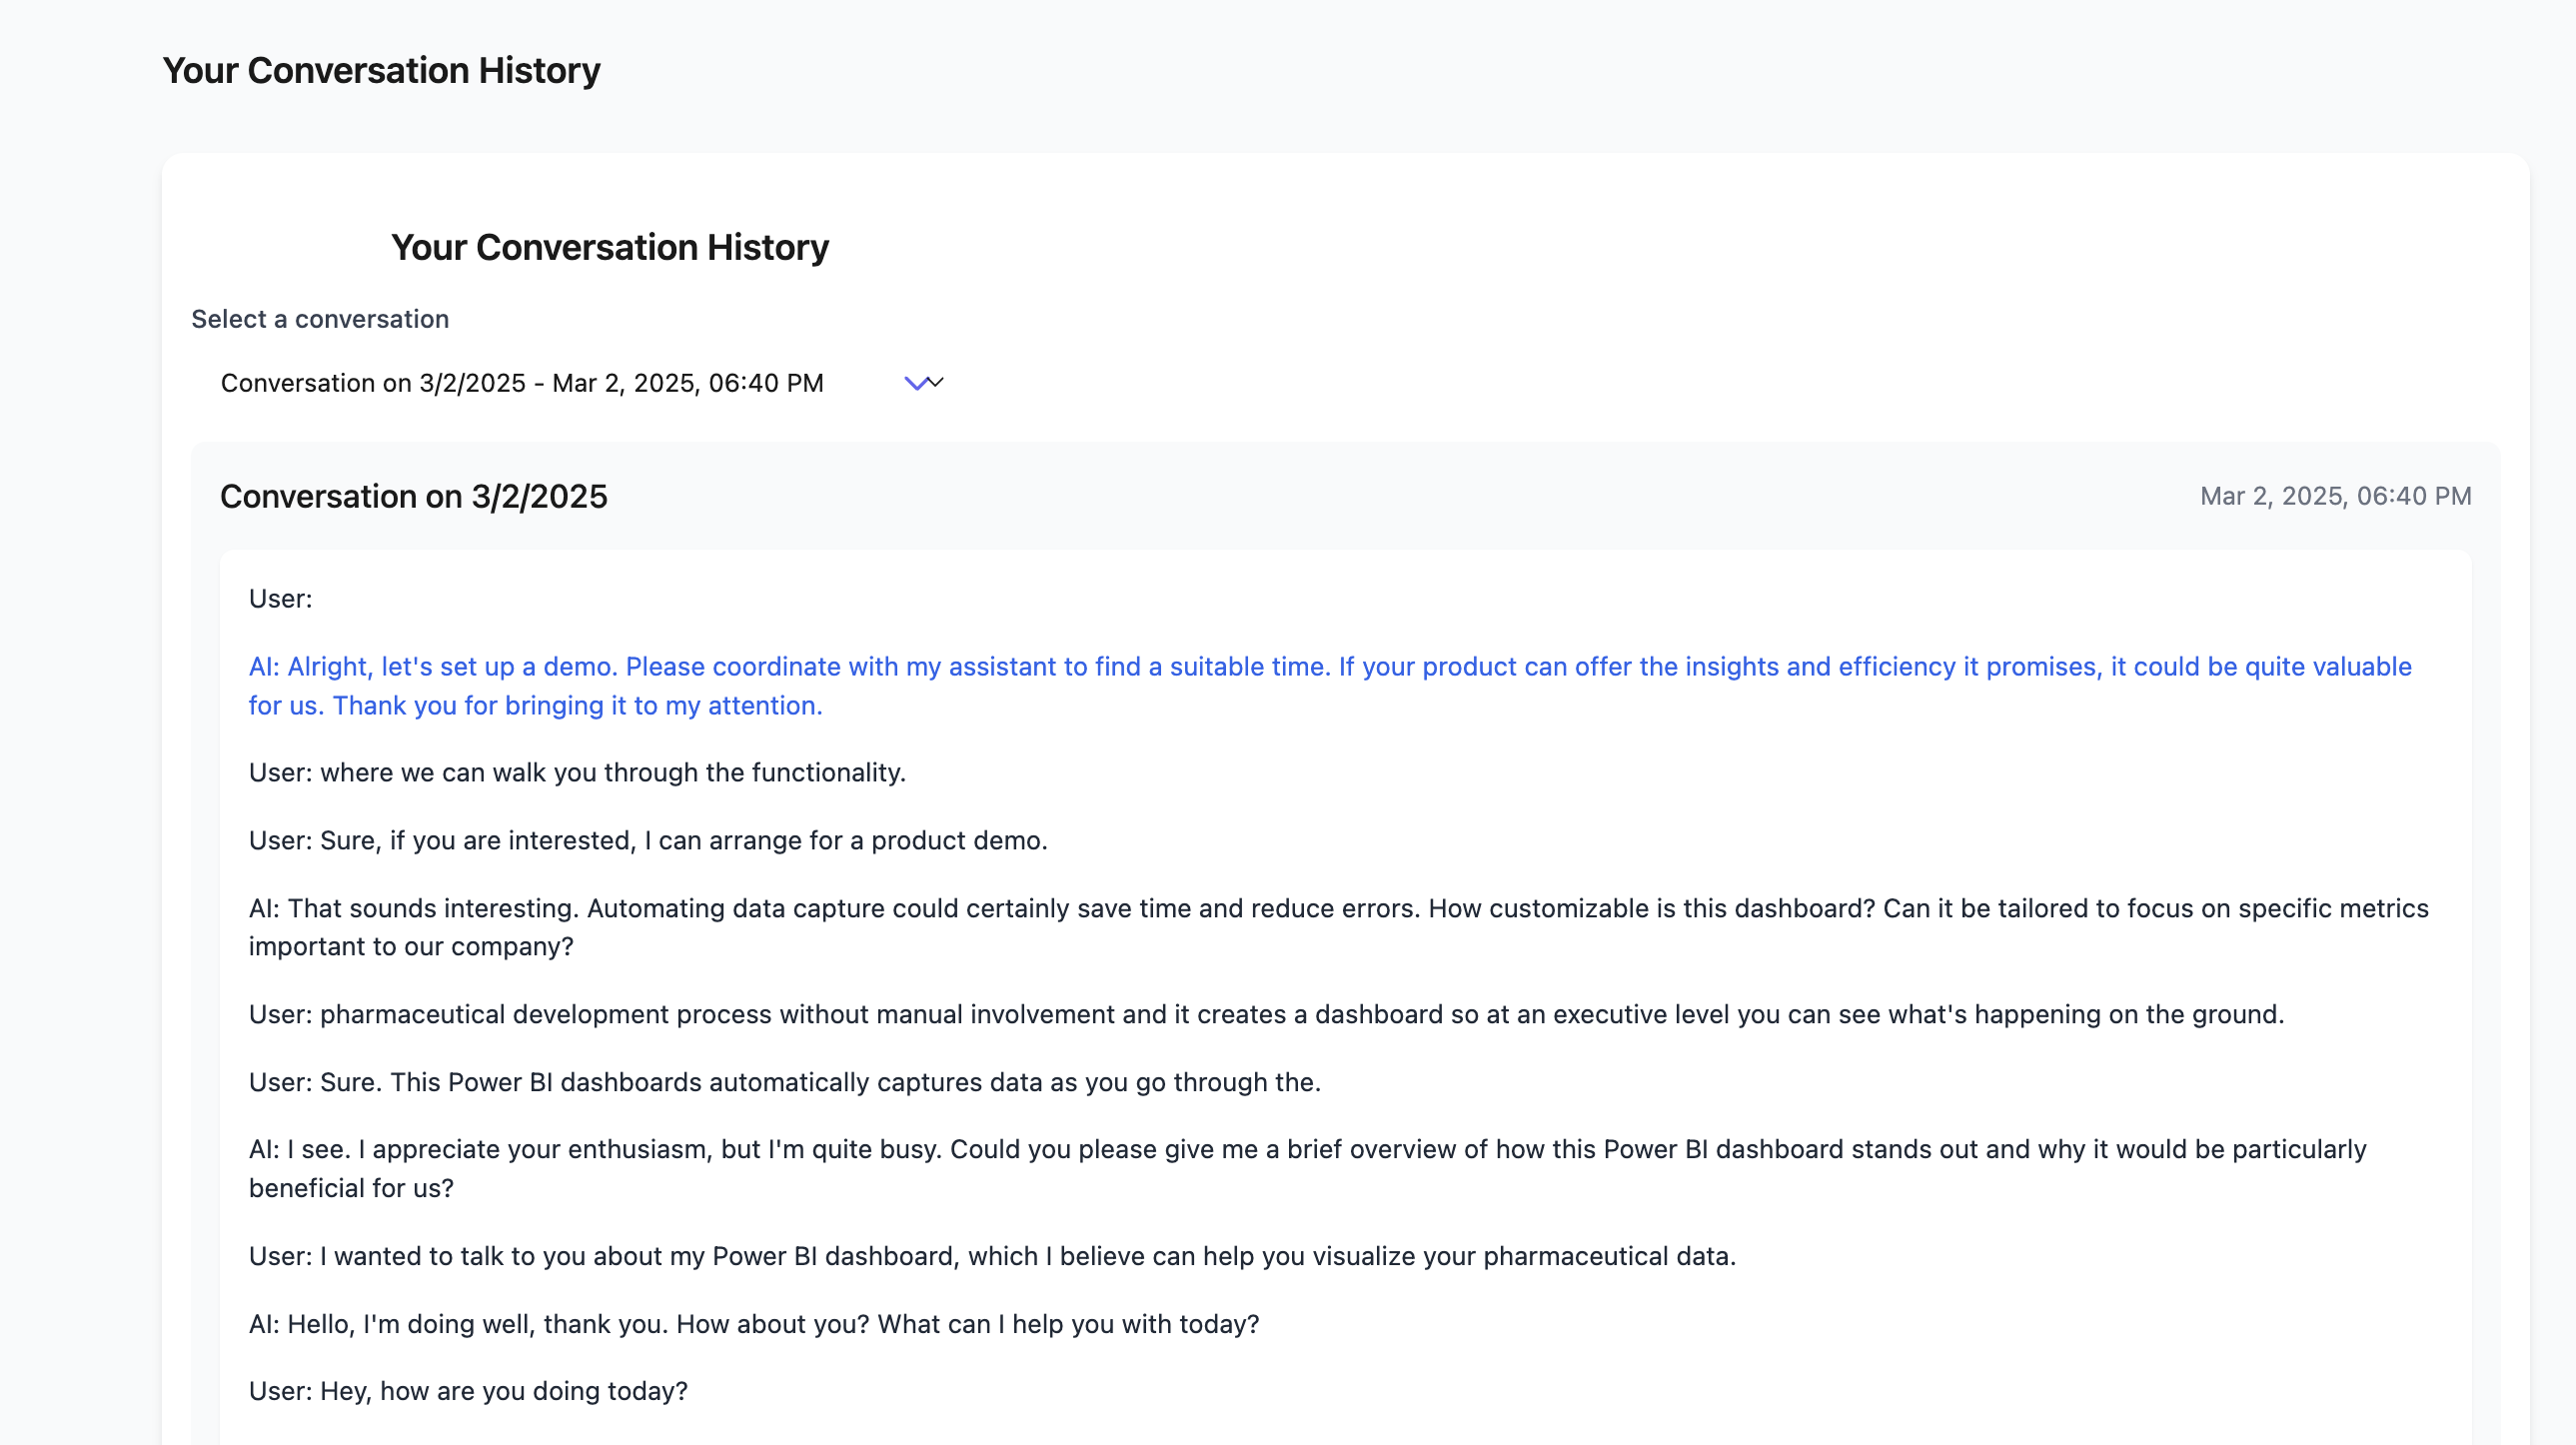 Your Conversation History
Your Conversation History
Select a conversation
Conversation on 3/2/2025 - Mar 2, 2025, 06:40 PM
Conversation on 3/2/2025
Mar 2, 2025, 06:40 PM
User:
AI: Alright, let's set up a demo. Please coordinate with my assistant to find a suitable time. If your product can offer the insights and efficiency it promises, it could be quite valuable
for us. Thank you for bringing it to my attention.
User: where we can walk you through the functionality.
User: Sure, if you are interested, I can arrange for a product demo.
AI: That sounds interesting. Automating data capture could certainly save time and reduce errors. How customizable is this dashboard? Can it be tailored to focus on specific metrics
important to our company?
User: pharmaceutical development process without manual involvement and it creates a dashboard so at an executive level you can see what's happening on the ground.
User: Sure. This Power BI dashboards automatically captures data as you go through the.
AI: I see. I appreciate your enthusiasm, but I'm quite busy. Could you please give me a brief overview of how this Power BI dashboard stands out and why it would be particularly
beneficial for us?
User: I wanted to talk to you about my Power BI dashboard, which I believe can help you visualize your pharmaceutical data.
AI: Hello, I'm doing well, thank you. How about you? What can I help you with today?
User: Hey, how are you doing today?